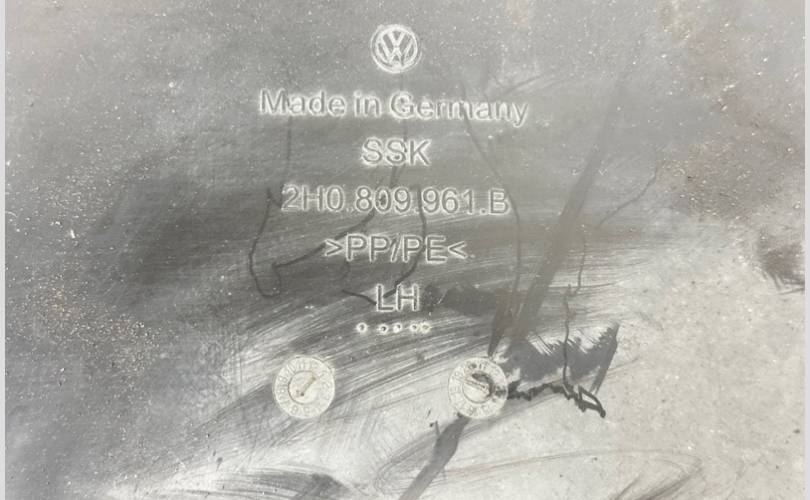 Made in Germany
SSK
2H0.809.961.B
>PP/PE<
LH